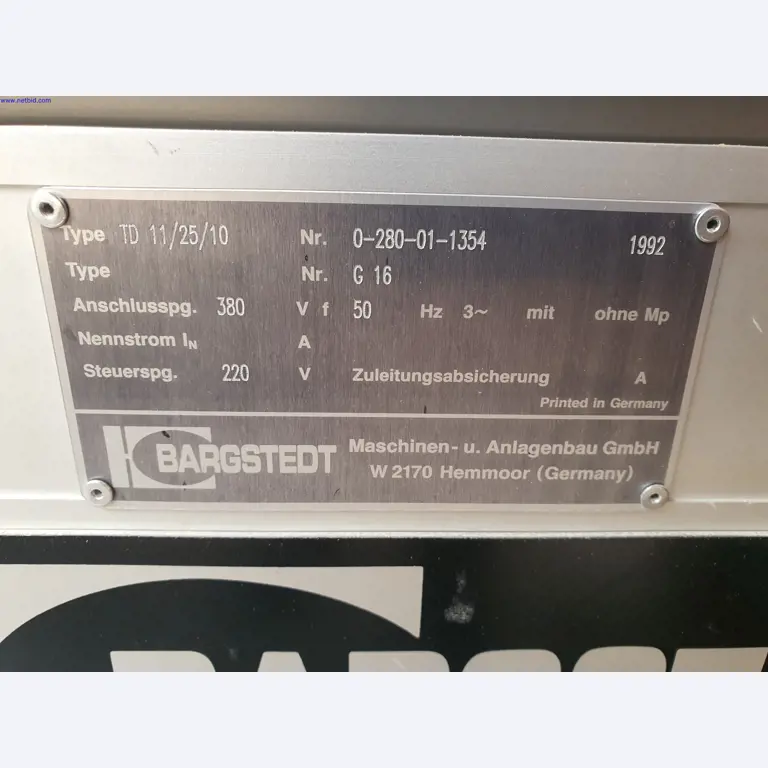 www.netbid.com
Type TD 11/25/10 Nr. 0-280-01-1354 1992
Type Nr. G 16
Anschlusspg. 380 V f 50 Hz 3~ mit ohne Mp
Nennstrom IN A
Steuerspg. 220 V Zuleitungsabsicherung A
Printed in Germany
BARGSTEDT Maschinen- u. Anlagenbau GmbH
W 2170 Hemmoor (Germany)